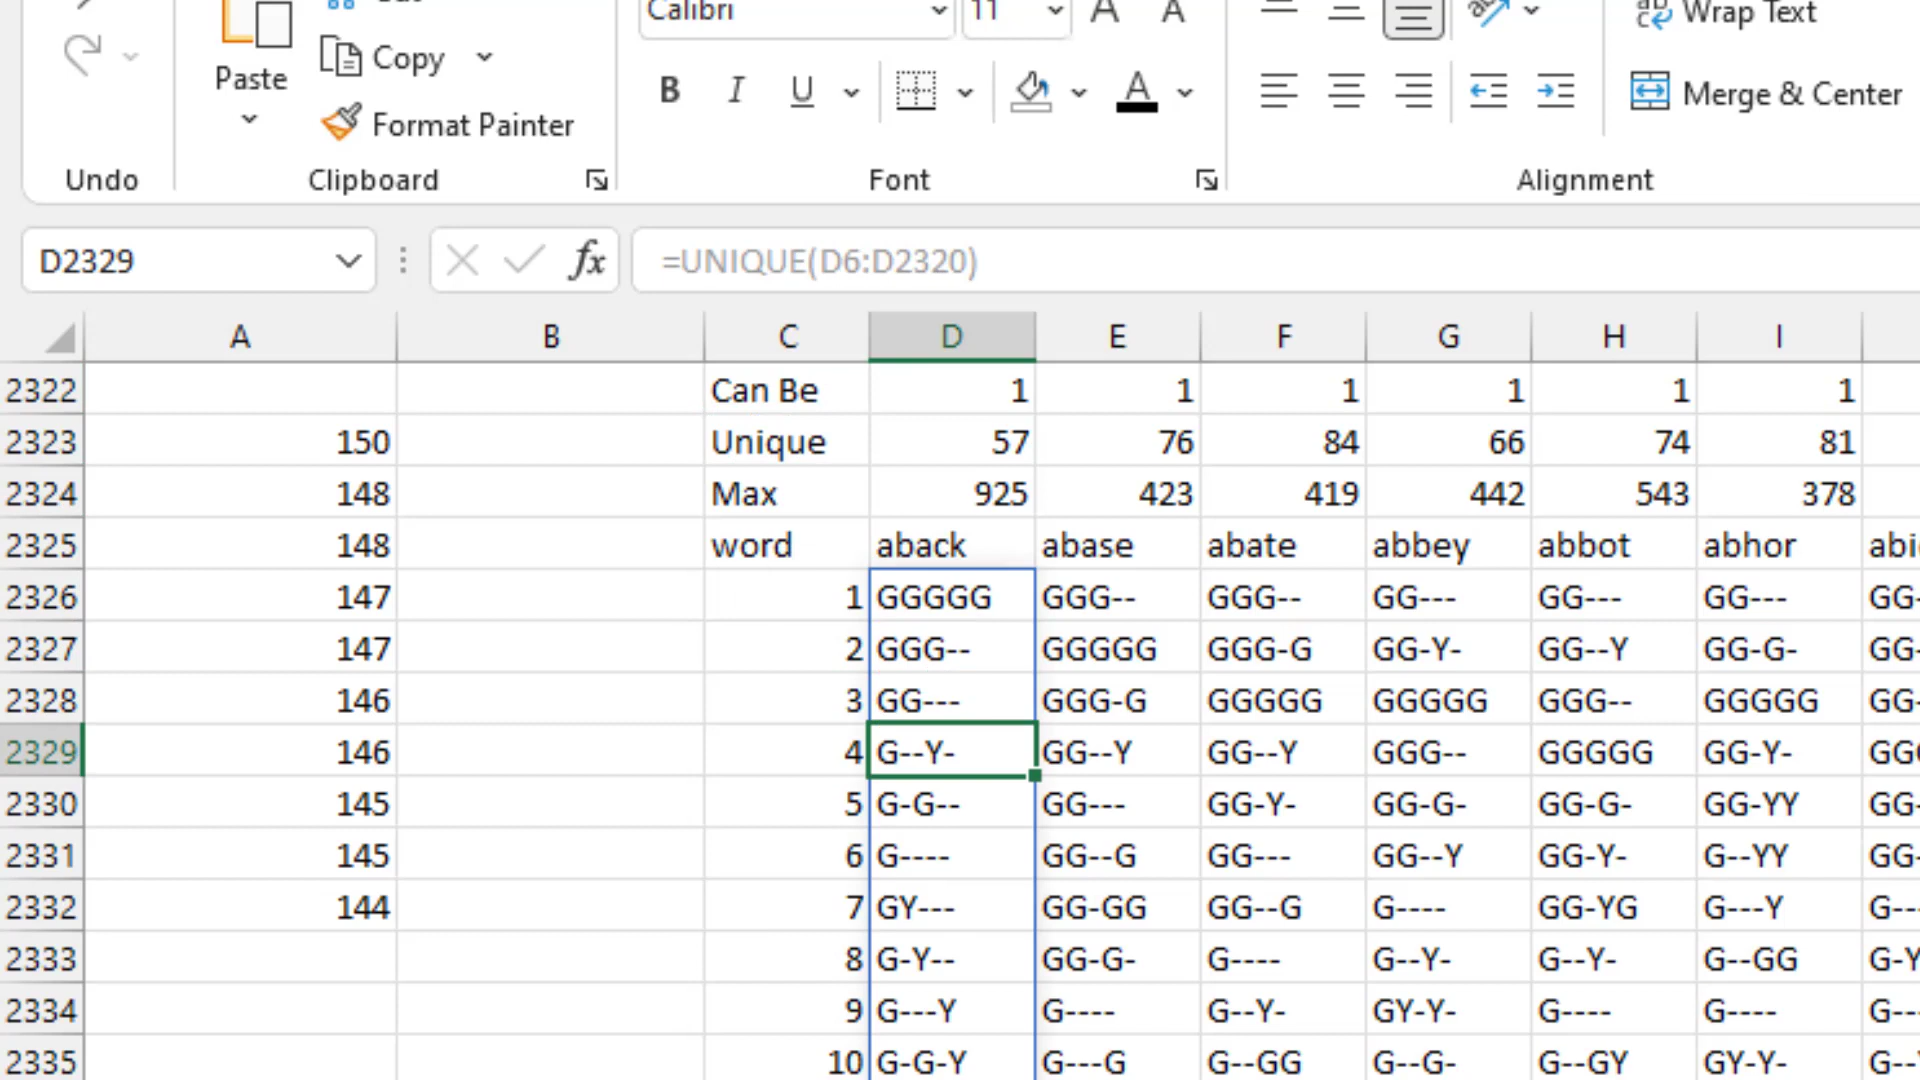 Calibri 11 Wrap Text
Paste Copy B I U A Merge & Center
Format Painter
Undo Clipboard Font Alignment
D2329 fx =UNIQUE(D6:D2320)
A B C D E F G H I
2322 Can Be 1 1 1 1 1 1
2323 150 Unique 57 76 84 66 74 81
2324 148 Max 925 423 419 442 543 378
2325 148 word aback abase abate abbey abbot abhor
2326 147 1 GGGGG GGG-- GGG-- GG--- GG--- GG---
2327 147 2 GGG-- GGGGG GGG-G GG-Y- GG--Y GG-G-
2328 146 3 GG--- GGG-G GGGGG GGGGG GGG-- GGGGG
2329 146 4 G--Y- GG--Y GG--Y GGG-- GGGGG GG-Y-
2330 145 5 G-G-- GG--- GG-Y- GG-G- GG-G- GG-YY
2331 145 6 G---- GG--G GG--- GG--Y GG-Y- G--YY
2332 144 7 GY--- GG-GG GG--G G---- GG-YG G---Y
2333 8 G-Y-- GG-G- G---- G--Y- G--Y- G--GG
2334 9 G---Y G---- G--Y- GY-Y- G---- G----
2335 10 G-G-Y G---G G--GG G--G- G--GY GY-Y-